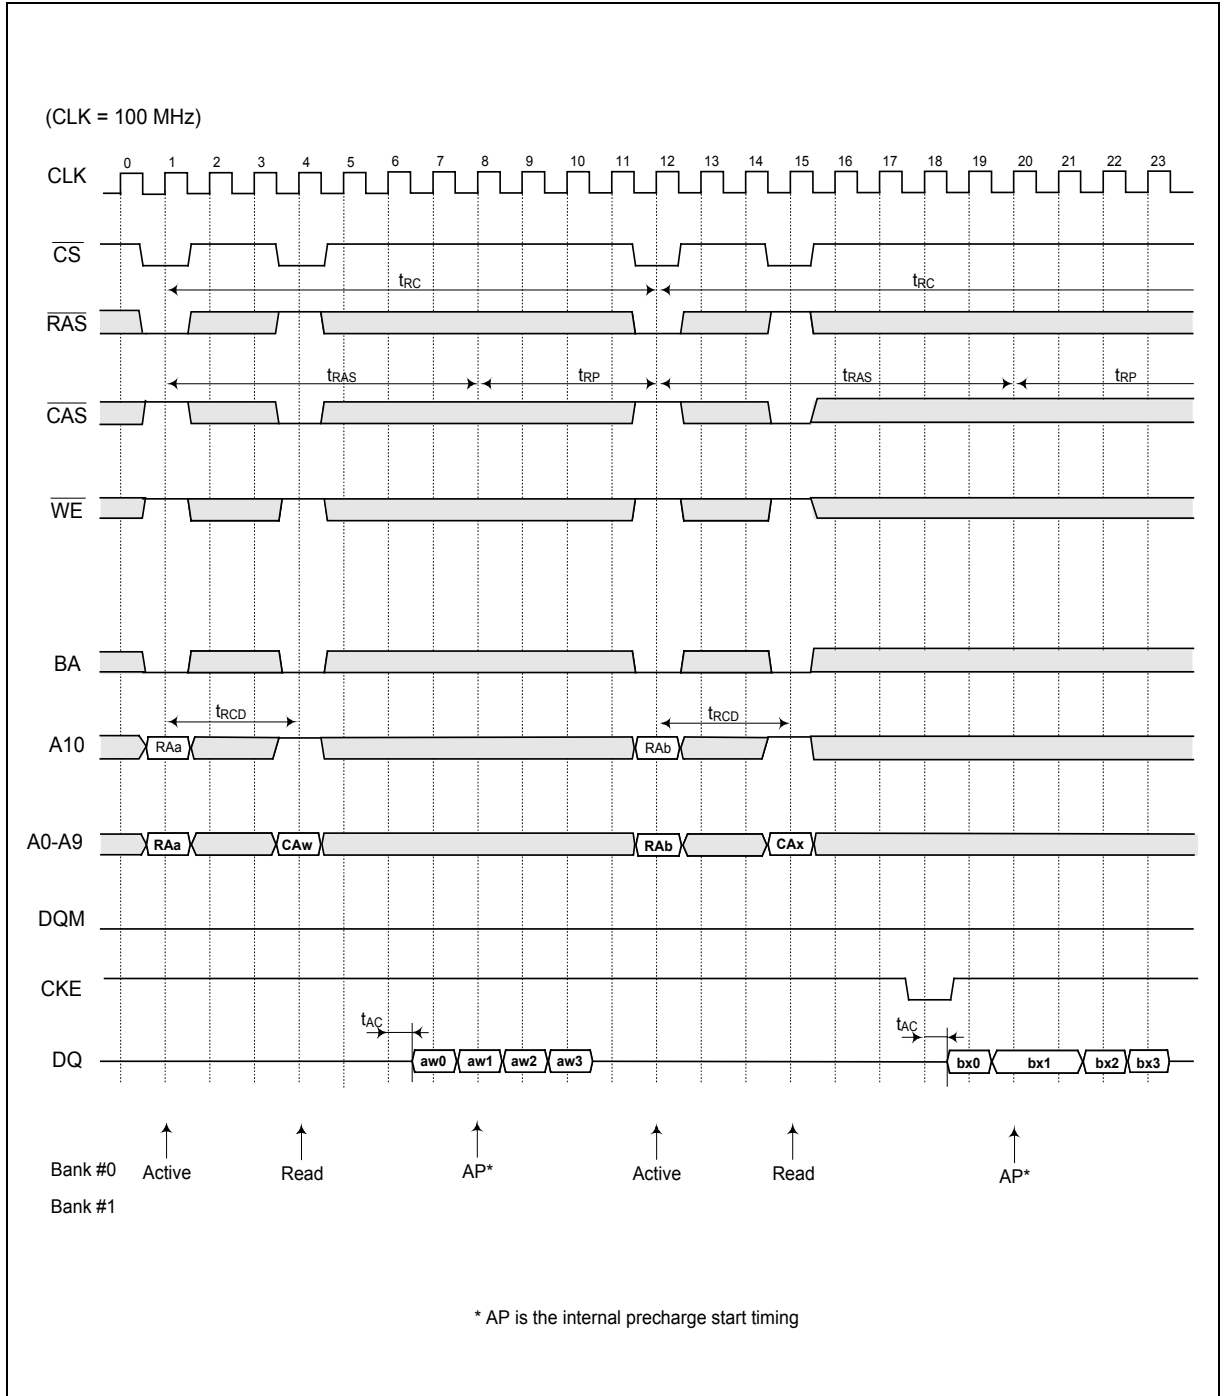 (CLK = 100 MHz)
0 1 2 3 4 5 6 7 8 9 10 11 12 13 14 15 16 17 18 19 20 21 22 23
CLK
CS
tRC tRC
RAS
tRAS tRP tRAS tRP
CAS
WE
BA
tRCD tRCD
A10 RAa RAb
A0-A9 RAa CAw RAb CAx
DQM
CKE
tAC tAC
DQ aw0 aw1 aw2 aw3 bx0 bx1 bx2 bx3
Bank #0 Active Read AP* Active Read AP*
Bank #1
* AP is the internal precharge start timing